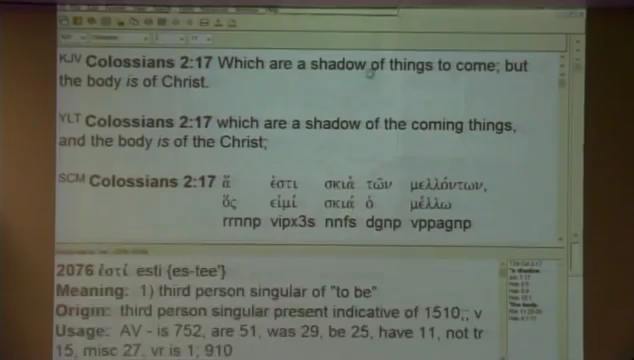 KJV Colossians 2:17 Which are a shadow of things to come; but
the body is of Christ.
YLT Colossians 2:17 which are a shadow of the coming things,
and the body is of the Christ;
SCM Colossians 2:17 ἅ ἐστι σκιὰ τῶν μελλόντων,
ὅς εἰμί σκιά ὁ μέλλω
rrnnp vipx3s nnfs dgnp vppagnp
2076 ἐστί esti {es-tee'}
Meaning: 1) third person singular of "to be"
Origin: third person singular present indicative of 1510;; v
Usage: AV - is 752, are 51, was 29, be 25, have 11, not tr
15, misc 27, vr is 1; 910